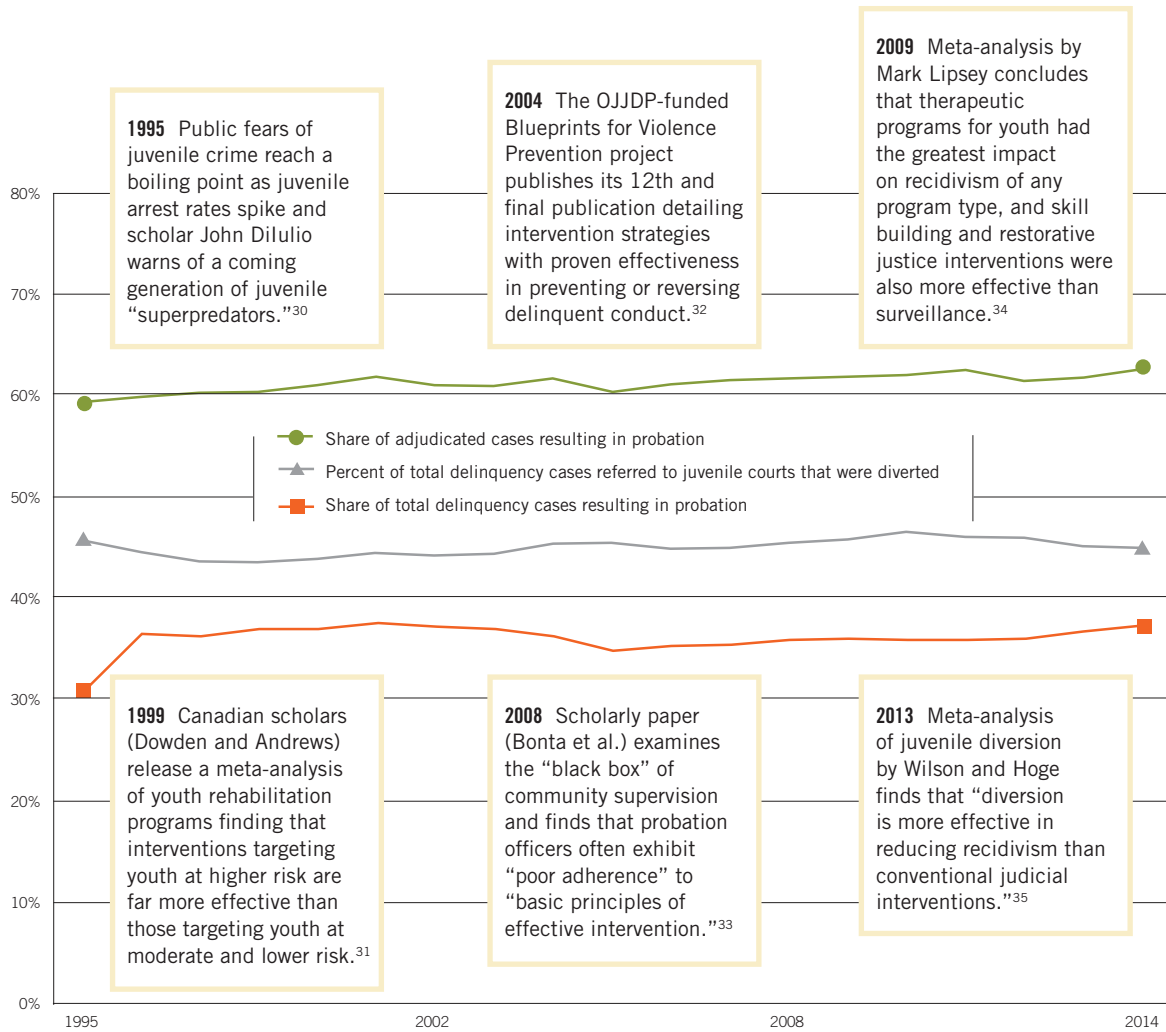 1995 Public fears of
juvenile crime reach a
boiling point as juvenile
arrest rates spike and
scholar John DiIulio
warns of a coming
generation of juvenile
“superpredators.”30
2004 The OJJDP-funded
Blueprints for Violence
Prevention project
publishes its 12th and
final publication detailing
intervention strategies
with proven effectiveness
in preventing or reversing
delinquent conduct.32
2009 Meta-analysis by
Mark Lipsey concludes
that therapeutic
programs for youth had
the greatest impact
on recidivism of any
program type, and skill
building and restorative
justice interventions were
also more effective than
surveillance.34
80%
70%
60%
50%
40%
30%
20%
10%
0%
Share of adjudicated cases resulting in probation
Percent of total delinquency cases referred to juvenile courts that were diverted
Share of total delinquency cases resulting in probation
1999 Canadian scholars
(Dowden and Andrews)
release a meta-analysis
of youth rehabilitation
programs finding that
interventions targeting
youth at higher risk are
far more effective than
those targeting youth at
moderate and lower risk.31
2008 Scholarly paper
(Bonta et al.) examines
the “black box” of
community supervision
and finds that probation
officers often exhibit
“poor adherence” to
“basic principles of
effective intervention.”33
2013 Meta-analysis
of juvenile diversion
by Wilson and Hoge
finds that “diversion
is more effective in
reducing recidivism than
conventional judicial
interventions.”35
1995
2002
2008
2014